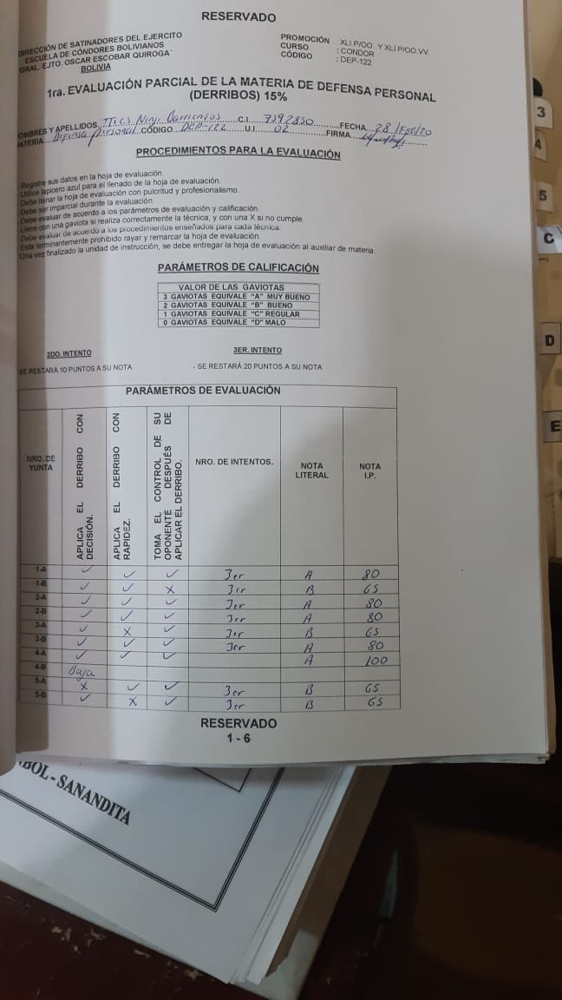 RESERVADO
DIRECCIÓN DE SATINADORES DEL EJERCITO
ESCUELA DE CÓNDORES BOLIVIANOS
GRAL. EJTO. OSCAR ESCOBAR QUIROGA
BOLIVIA
PROMOCIÓN : XLI P/OO. Y XLI P/OO.VV.
CURSO : CONDOR
CÓDIGO : DEP-122
1ra. EVALUACIÓN PARCIAL DE LA MATERIA DE DEFENSA PERSONAL
(DERRIBOS) 15%
OMBRES Y APELLIDOS. Barrientos C.I. 7592850 FECHA 28/Feb/20
MATERIA Defensa Personal CÓDIGO DEP-122 U.I. 02 FIRMA
PROCEDIMIENTOS PARA LA EVALUACIÓN
Registre sus datos en la hoja de evaluación.
Utilice lapicero azul para el llenado de la hoja de evaluación.
Debe llenar la hoja de evaluación con pulcritud y profesionalismo.
Debe ser imparcial durante la evaluación.
Debe evaluar de acuerdo a los parámetros de evaluación y calificación.
Llene con una gaviota si realiza correctamente la técnica, y con una X si no cumple.
Debe evaluar de acuerdo a los procedimientos enseñados para cada técnica.
Esta terminantemente prohibido rayar y remarcar la hoja de evaluación.
Una vez finalizado la unidad de instrucción, se debe entregar la hoja de evaluación al auxiliar de materia.
PARÁMETROS DE CALIFICACIÓN
VALOR DE LAS GAVIOTAS
3 GAVIOTAS EQUIVALE "A" MUY BUENO
2 GAVIOTAS EQUIVALE "B" BUENO
1 GAVIOTAS EQUIVALE "C" REGULAR
0 GAVIOTAS EQUIVALE "D" MALO
2DO. INTENTO
SE RESTARÁ 10 PUNTOS A SU NOTA
3ER. INTENTO
- SE RESTARÁ 20 PUNTOS A SU NOTA
PARÁMETROS DE EVALUACIÓN
NRO. DE
YUNTA
APLICA EL DERRIBO CON
DECISIÓN.
APLICA EL DERRIBO CON
RAPIDEZ.
TOMA EL CONTROL DE SU
OPONENTE DESPUÉS DE
APLICAR EL DERRIBO.
NRO. DE INTENTOS.
NOTA
LITERAL
NOTA
I.P.
1-A ✓ ✓ ✓ 3er A 80
1-B ✓ ✓ X 3er B 65
2-A ✓ ✓ ✓ 3er A 80
2-B ✓ ✓ ✓ 3er A 80
3-A ✓ X ✓ 3er B 65
3-B ✓ ✓ ✓ 3er A 80
4-A ✓ ✓ ✓ A 100
4-B Baja
5-A X ✓ ✓ 3er B 65
5-B ✓ X ✓ 3er B 65
RESERVADO
1 - 6
3
4
5
C
D
E
BOL - SANANDITA